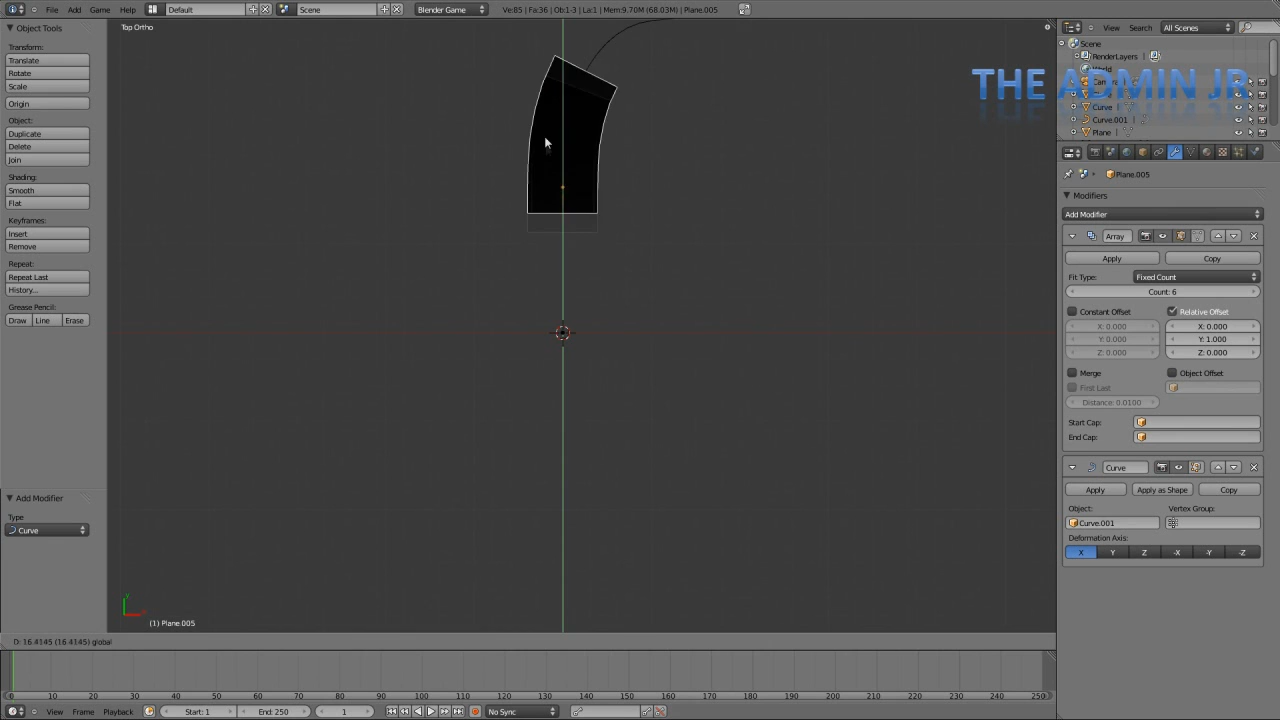 File Add Game Help Default Scene Blender Game Ve:85 | Fa:36 | Ob:1-3 | La:1 | Mem:9.70M (68.03M) | Plane.005
View Search All Scenes
Object Tools
Top Ortho
Scene
Transform:
RenderLayers
Translate
World
Rotate
Scale
THE ADMIN JR
Origin
Curve
Object:
Curve.001
Duplicate
Plane
Delete
Join
Shading:
Plane.005
Smooth
Modifiers
Flat
Add Modifier
Keyframes:
Insert
Array
Remove
Apply Copy
Repeat:
Fit Type: Fixed Count
Repeat Last
Count: 6
History...
Grease Pencil:
Constant Offset Relative Offset
Draw Line Erase
X: 0.000 X: 0.000
Y: 0.000 Y: 1.000
Z: 0.000 Z: 0.000
Merge Object Offset
First Last
Distance: 0.0100
Start Cap:
End Cap:
Curve
Apply Apply as Shape Copy
Add Modifier
Object: Vertex Group:
Type
Curve.001
Curve
Deformation Axis:
X Y Z -X -Y -Z
(1) Plane.005
D: 16.4145 (16.4145) global
0 10 20 30 40 50 60 70 80 90 100 110 120 130 140 150 160 170 180 190 200 210 220 230 240 250
View Frame Playback Start: 1 End: 250 1 No Sync